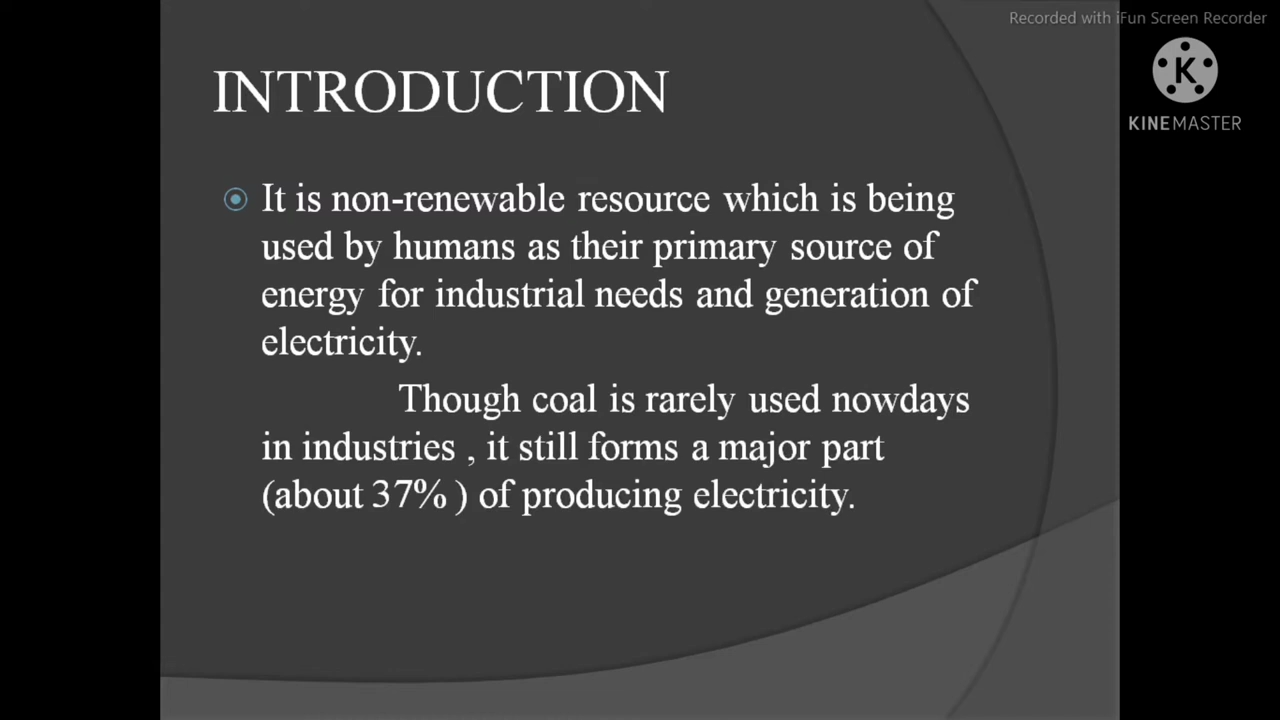 Recorded with iFun Screen Recorder
K
KINEMASTER
INTRODUCTION
It is non-renewable resource which is being
used by humans as their primary source of
energy for industrial needs and generation of
electricity.
Though coal is rarely used nowdays
in industries , it still forms a major part
(about 37% ) of producing electricity.